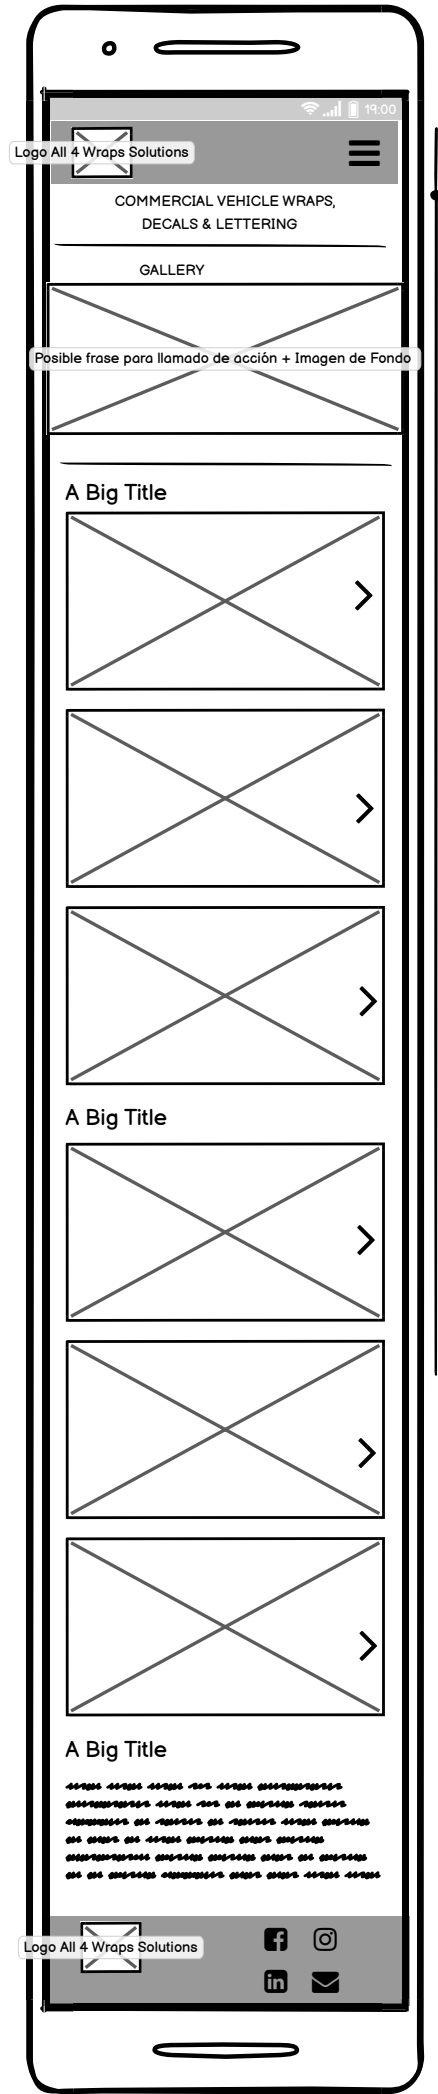 19:00
Logo All 4 Wraps Solutions
COMMERCIAL VEHICLE WRAPS,
DECALS & LETTERING
GALLERY
Posible frase para llamado de acción + Imagen de Fondo
A Big Title
A Big Title
A Big Title
Logo All 4 Wraps Solutions